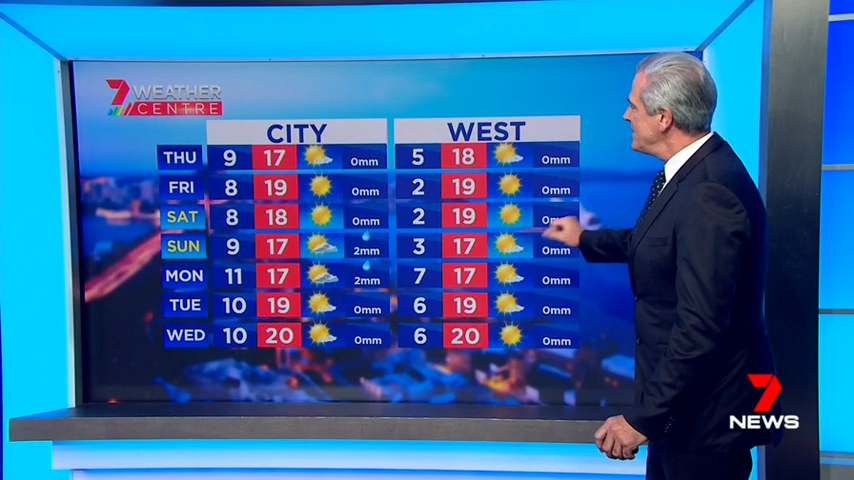 7 WEATHER
CENTRE
CITY WEST
THU 9 17 0mm 5 18 0mm
FRI 8 19 0mm 2 19 0mm
SAT 8 18 0mm 2 19 0mm
SUN 9 17 2mm 3 17 0mm
MON 11 17 2mm 7 17 0mm
TUE 10 19 0mm 6 19 0mm
WED 10 20 0mm 6 20 0mm
7
NEWS